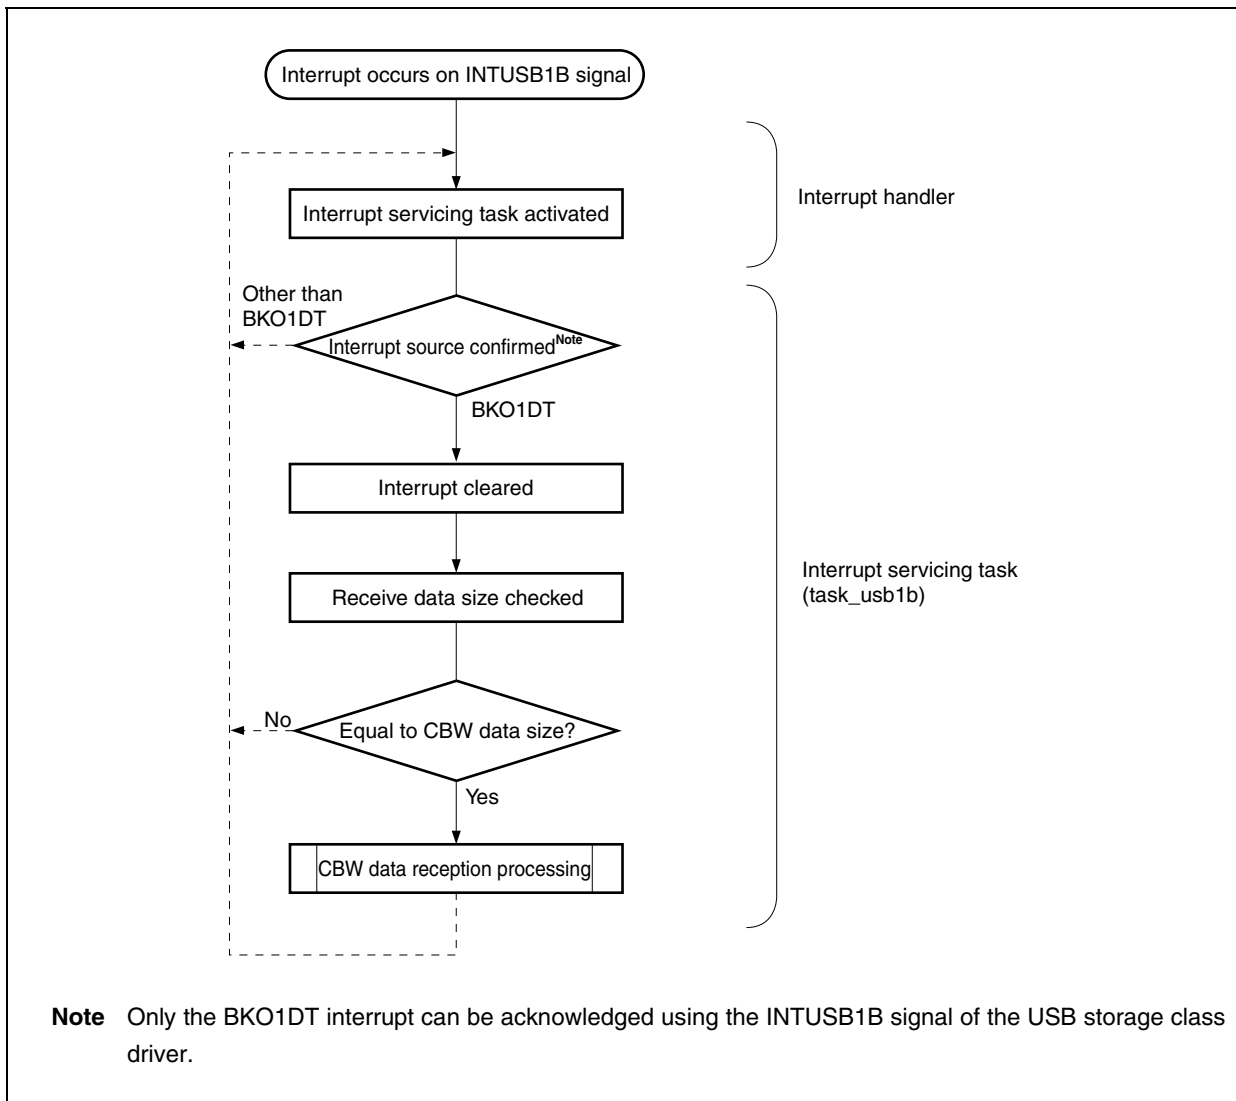 Interrupt occurs on INTUSB1B signal
Interrupt handler
Interrupt servicing task activated
Other than
BKO1DT
Interrupt source confirmedNote
BKO1DT
Interrupt cleared
Interrupt servicing task
(task_usb1b)
Receive data size checked
No
Equal to CBW data size?
Yes
CBW data reception processing
Note Only the BKO1DT interrupt can be acknowledged using the INTUSB1B signal of the USB storage class
driver.